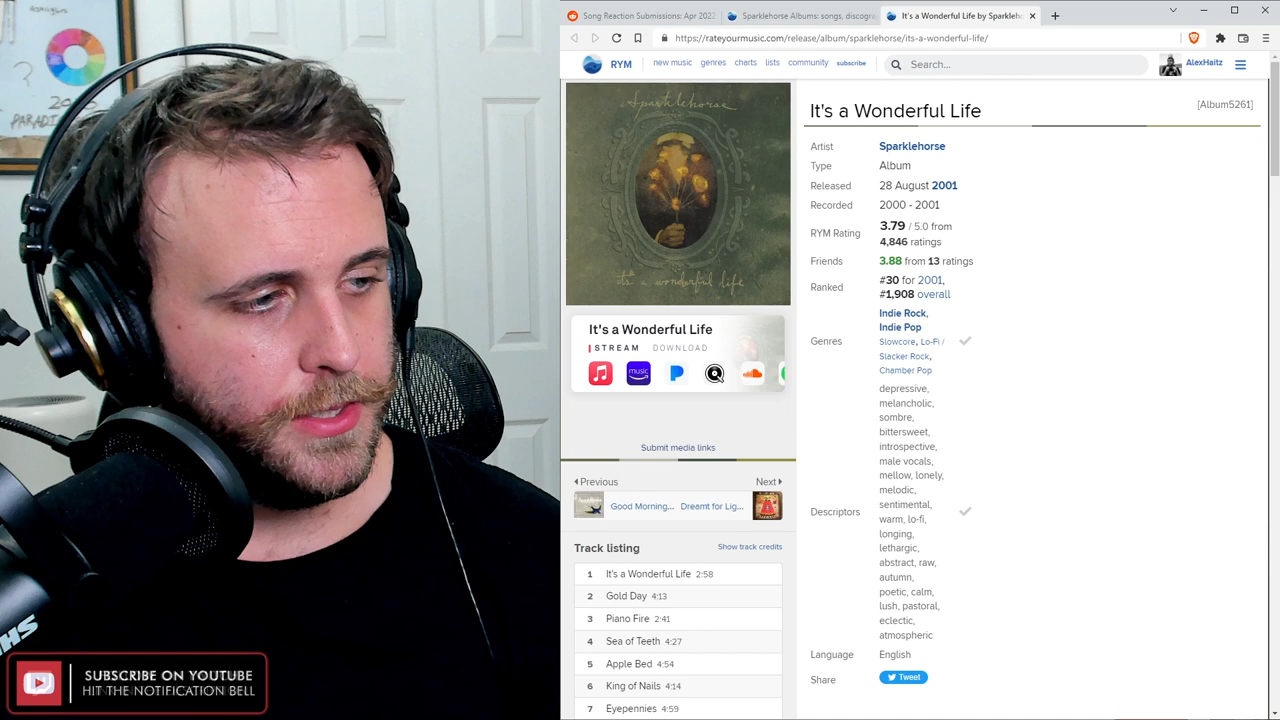 2
PARADI
SHS
SUBSCRIBE ON YOUTUBE
HIT THE NOTIFICATION BELL
Song Reaction Submissions: Apr 2022
Sparklehorse Albums: songs, discogra
It's a Wonderful Life by Sparkleho
https://rateyourmusic.com/release/album/sparklehorse/its-a-wonderful-life/
RYM
new music genres charts lists community subscribe
Search...
AlexHaitz
Sparklehorse
it's a wonderful life
It's a Wonderful Life
STREAM DOWNLOAD
music
Submit media links
Previous
Next
Good Morning...
Dreamt for Lig...
Track listing
Show track credits
1 It's a Wonderful Life 2:58
2 Gold Day 4:13
3 Piano Fire 2:41
4 Sea of Teeth 4:27
5 Apple Bed 4:54
6 King of Nails 4:14
7 Eyepennies 4:59
It's a Wonderful Life
[Album5261]
Artist Sparklehorse
Type Album
Released 28 August 2001
Recorded 2000 - 2001
RYM Rating 3.79 / 5.0 from
4,846 ratings
Friends 3.88 from 13 ratings
Ranked #30 for 2001,
#1,908 overall
Genres
Indie Rock,
Indie Pop
Slowcore, Lo-Fi /
Slacker Rock,
Chamber Pop
Descriptors
depressive,
melancholic,
sombre,
bittersweet,
introspective,
male vocals,
mellow, lonely,
melodic,
sentimental,
warm, lo-fi,
longing,
lethargic,
abstract, raw,
autumn,
poetic, calm,
lush, pastoral,
eclectic,
atmospheric
Language English
Share Tweet